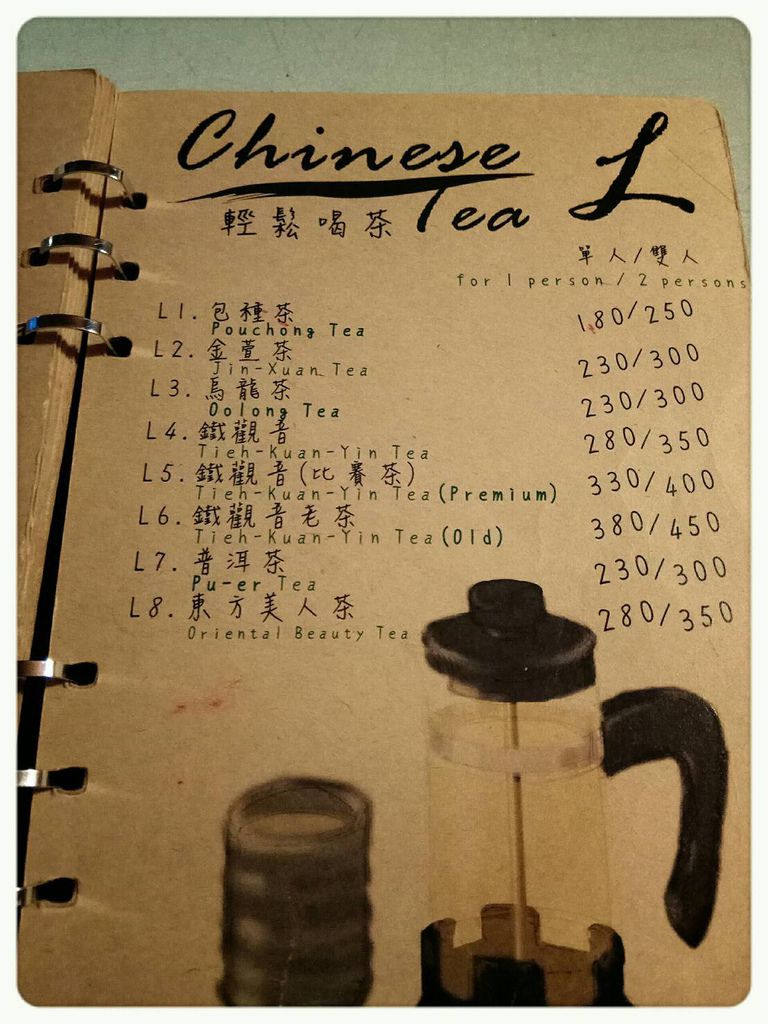 Chinese Tea L
輕鬆喝茶
單人/雙人
for 1 person / 2 persons
L1. 包種茶 180/250
Pouchong Tea
L2. 金萱茶 230/300
Jin-Xuan Tea
L3. 烏龍茶 230/300
Oolong Tea
L4. 鐵觀音 280/350
Tieh-Kuan-Yin Tea
L5. 鐵觀音(比賽茶) 330/400
Tieh-Kuan-Yin Tea (Premium)
L6. 鐵觀音老茶 380/450
Tieh-Kuan-Yin Tea (Old)
L7. 普洱茶 230/300
Pu-er Tea
L8. 東方美人茶 280/350
Oriental Beauty Tea